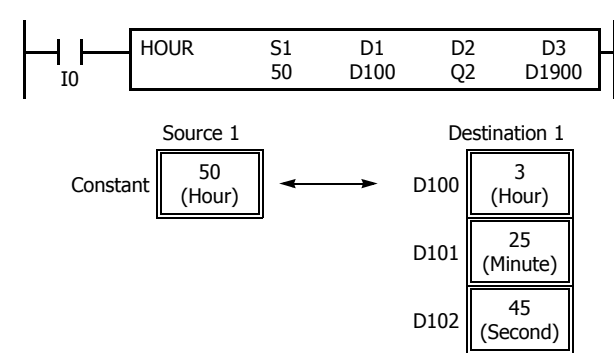 HOUR S1 D1 D2 D3
I0 50 D100 Q2 D1900
Source 1 Destination 1
Constant 50 (Hour) D100 3 (Hour)
D101 25 (Minute)
D102 45 (Second)